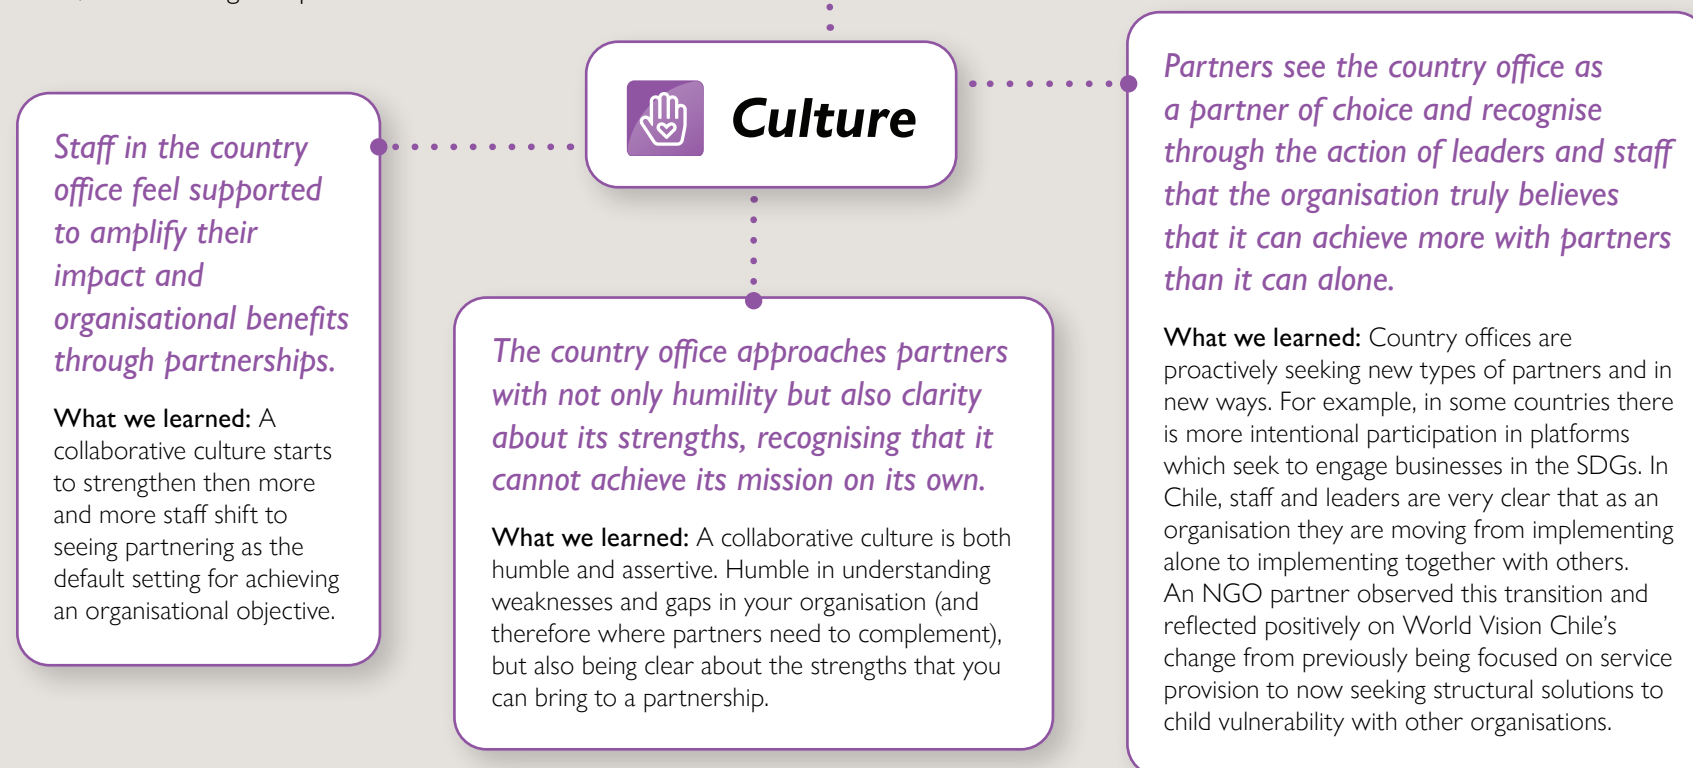 Culture
Staff in the country
office feel supported
to amplify their
impact and
organisational benefits
through partnerships.
What we learned: A
collaborative culture starts
to strengthen then more
and more staff shift to
seeing partnering as the
default setting for achieving
an organisational objective.
The country office approaches partners
with not only humility but also clarity
about its strengths, recognising that it
cannot achieve its mission on its own.
What we learned: A collaborative culture is both
humble and assertive. Humble in understanding
weaknesses and gaps in your organisation (and
therefore where partners need to complement),
but also being clear about the strengths that you
can bring to a partnership.
Partners see the country office as
a partner of choice and recognise
through the action of leaders and staff
that the organisation truly believes
that it can achieve more with partners
than it can alone.
What we learned: Country offices are
proactively seeking new types of partners and in
new ways. For example, in some countries there
is more intentional participation in platforms
which seek to engage businesses in the SDGs. In
Chile, staff and leaders are very clear that as an
organisation they are moving from implementing
alone to implementing together with others.
An NGO partner observed this transition and
reflected positively on World Vision Chile's
change from previously being focused on service
provision to now seeking structural solutions to
child vulnerability with other organisations.